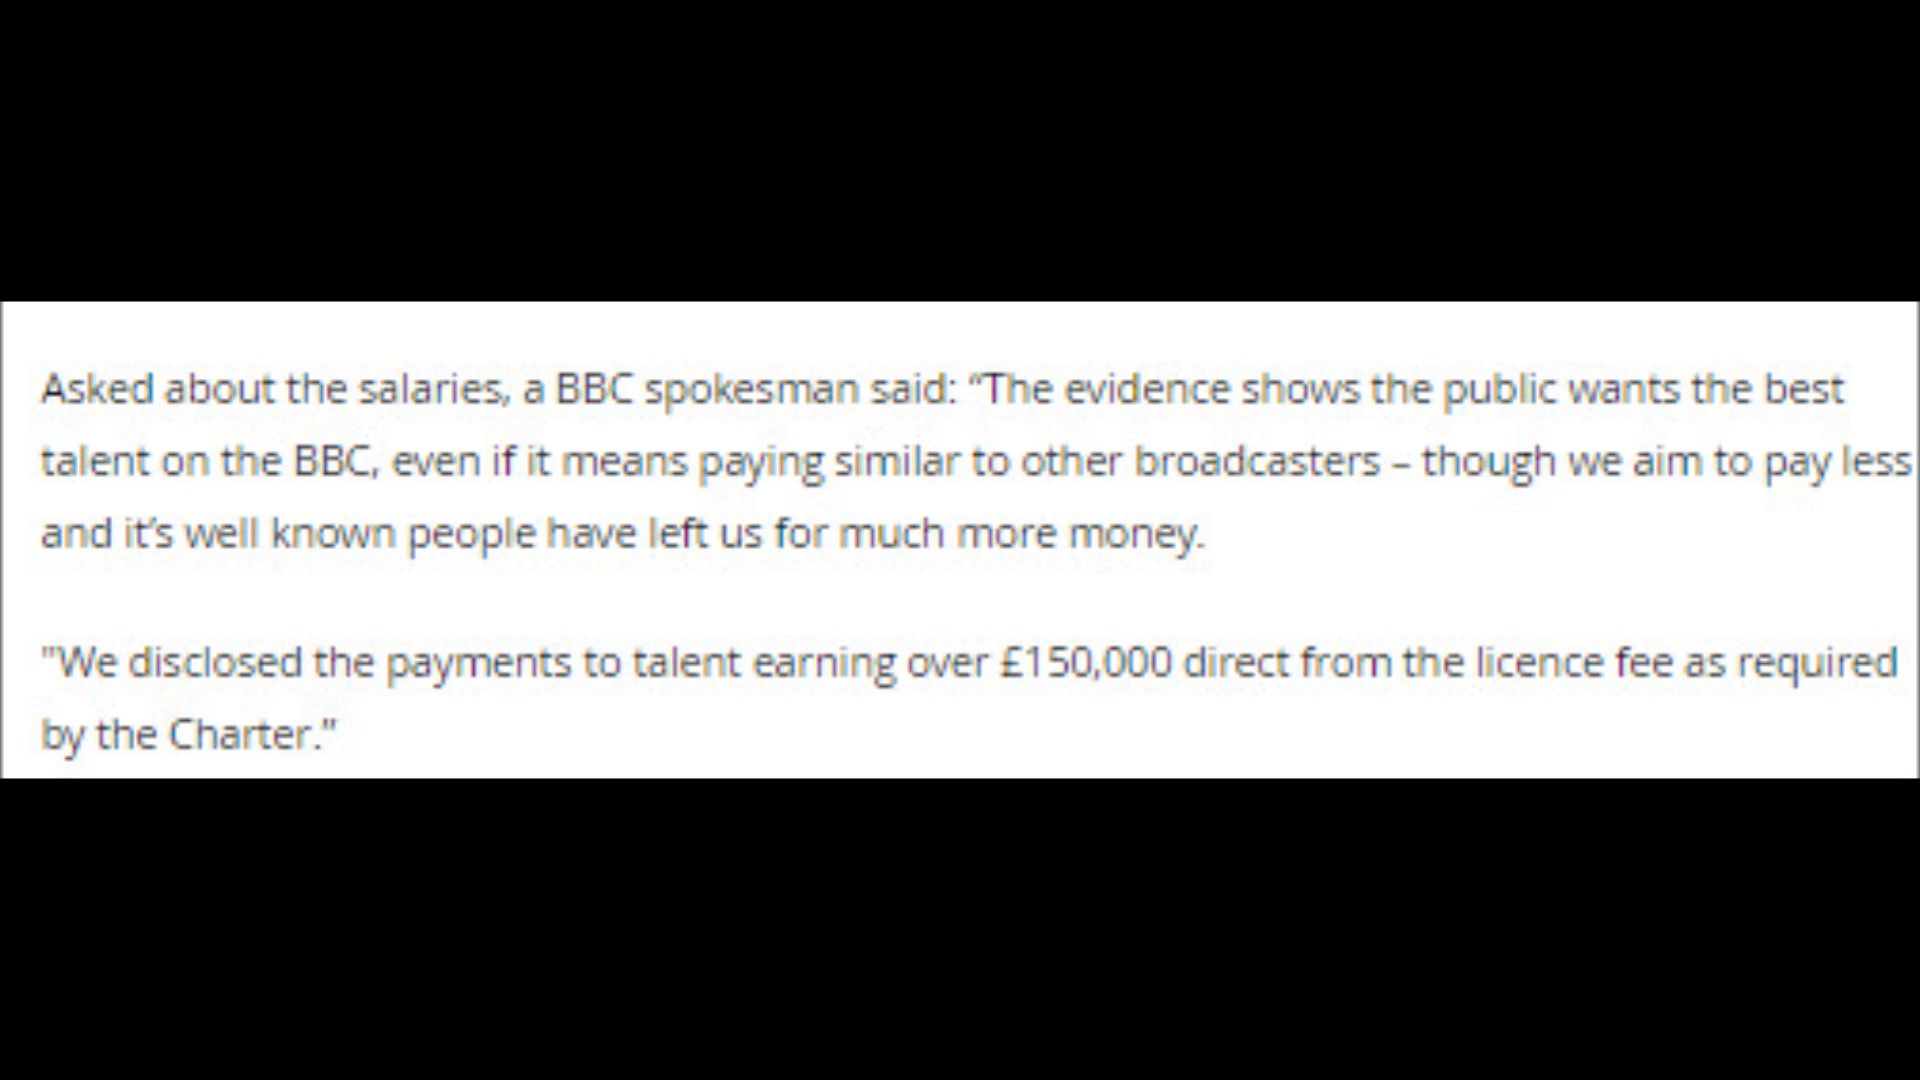 Asked about the salaries, a BBC spokesman said: “The evidence shows the public wants the best
talent on the BBC, even if it means paying similar to other broadcasters – though we aim to pay less
and it’s well known people have left us for much more money.
"We disclosed the payments to talent earning over £150,000 direct from the licence fee as required
by the Charter.”